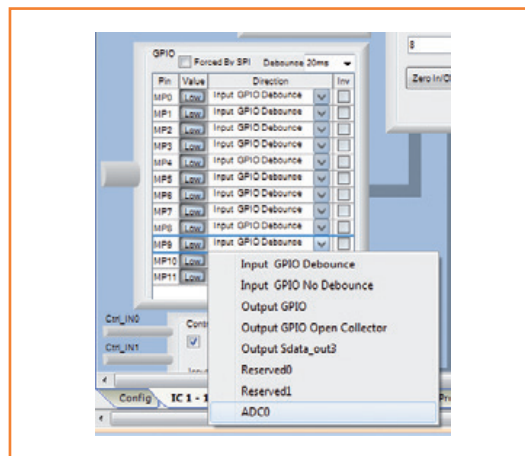 GPIO
Forced By SPI Debounce 20ms
8
Zero In/
Pin Value Direction Inv
MP0 Low Input GPIO Debounce
MP1 Low Input GPIO Debounce
MP2 Low Input GPIO Debounce
MP3 Low Input GPIO Debounce
MP4 Low Input GPIO Debounce
MP5 Low Input GPIO Debounce
MP6 Low Input GPIO Debounce
MP7 Low Input GPIO Debounce
MP8 Low Input GPIO Debounce
MP9 Low Input GPIO Debounce
MP10 Low
MP11 Low
Input GPIO Debounce
Input GPIO No Debounce
Output GPIO
Output GPIO Open Collector
Output Sdata_out3
Reserved0
Reserved1
ADC0
Ctrl_IN0
Ctrl_IN1
Contr
Config IC 1 - 1